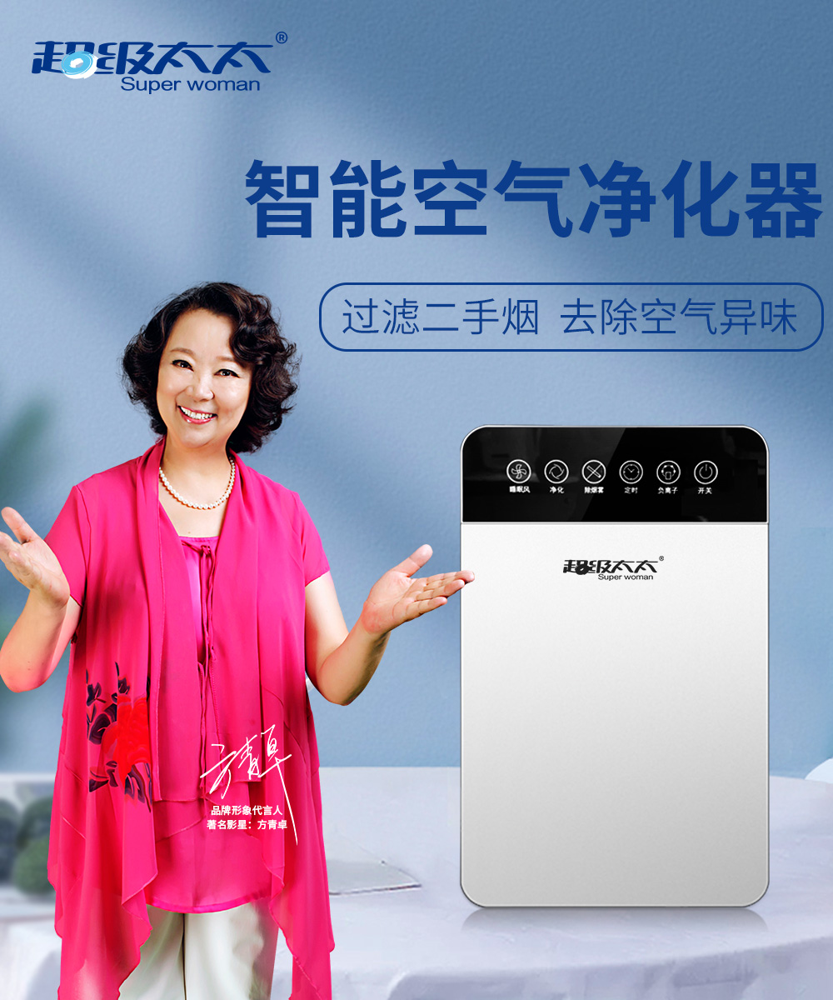 超级太太®
Super woman
智能空气净化器
过滤二手烟 去除空气异味
睡眠风 净化 除烟雾 定时 负离子 开关
超级太太®
Super woman
方青卓
品牌形象代言人
著名影星：方青卓